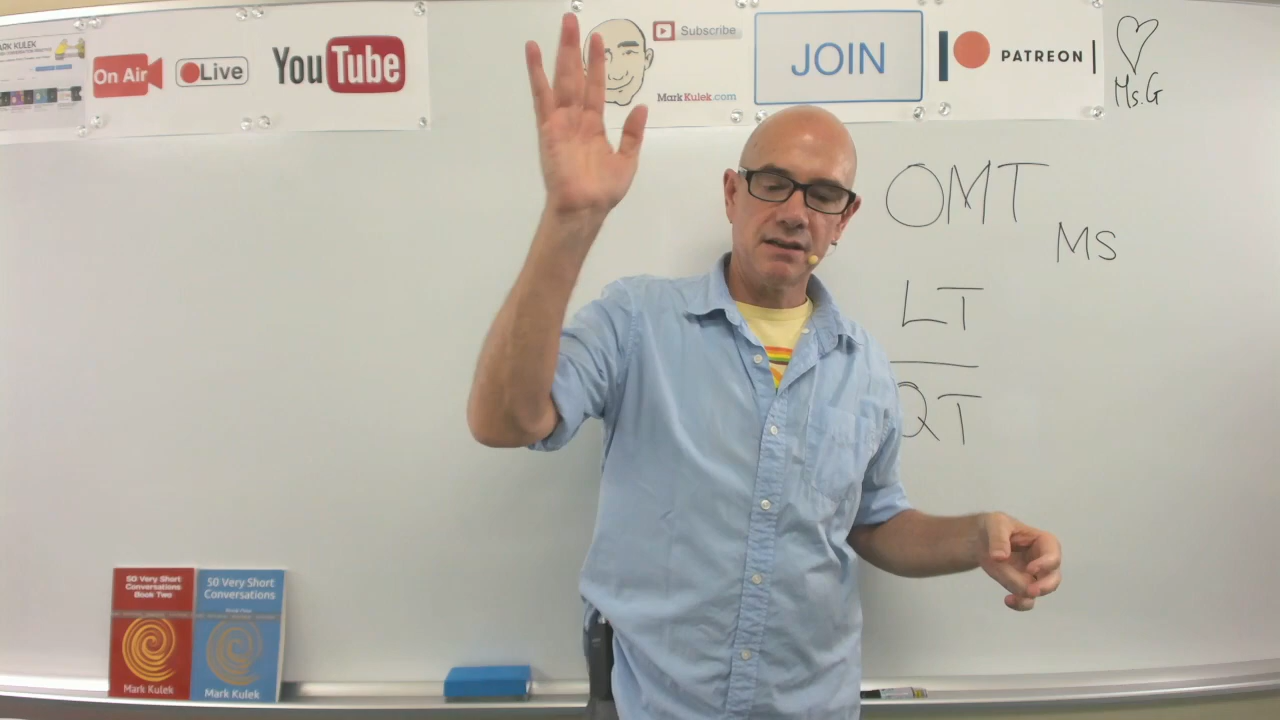 MARK KULEK
On Air
Live
YouTube
Subscribe
MarkKulek.com
JOIN
PATREON
Ms.G
OMT
MS
LT
QT
50 Very Short
Conversations
Book Two
Mark Kulek
50 Very Short
Conversations
Mark Kulek